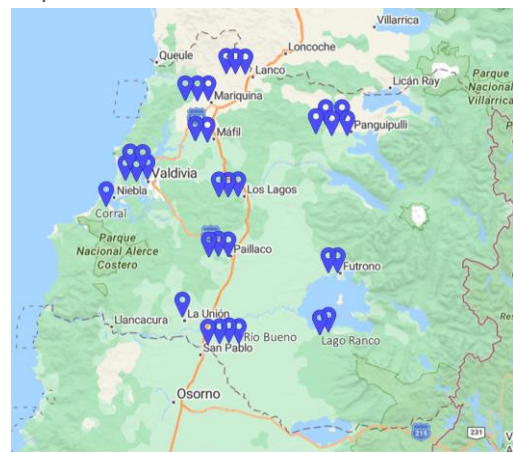 Villarrica
Queule
Loncoche
Lanco
Licán Ray
Parque
Nacional
Villarrica
Mariquina
Panguipulli
Máfil
Valdivia
Niebla
Los Lagos
Corral
Parque
Nacional Alerce
Costero
Paillaco
Futrono
La Unión
Llancacura
Río Bueno
Lago Ranco
San Pablo
Osorno
215
231